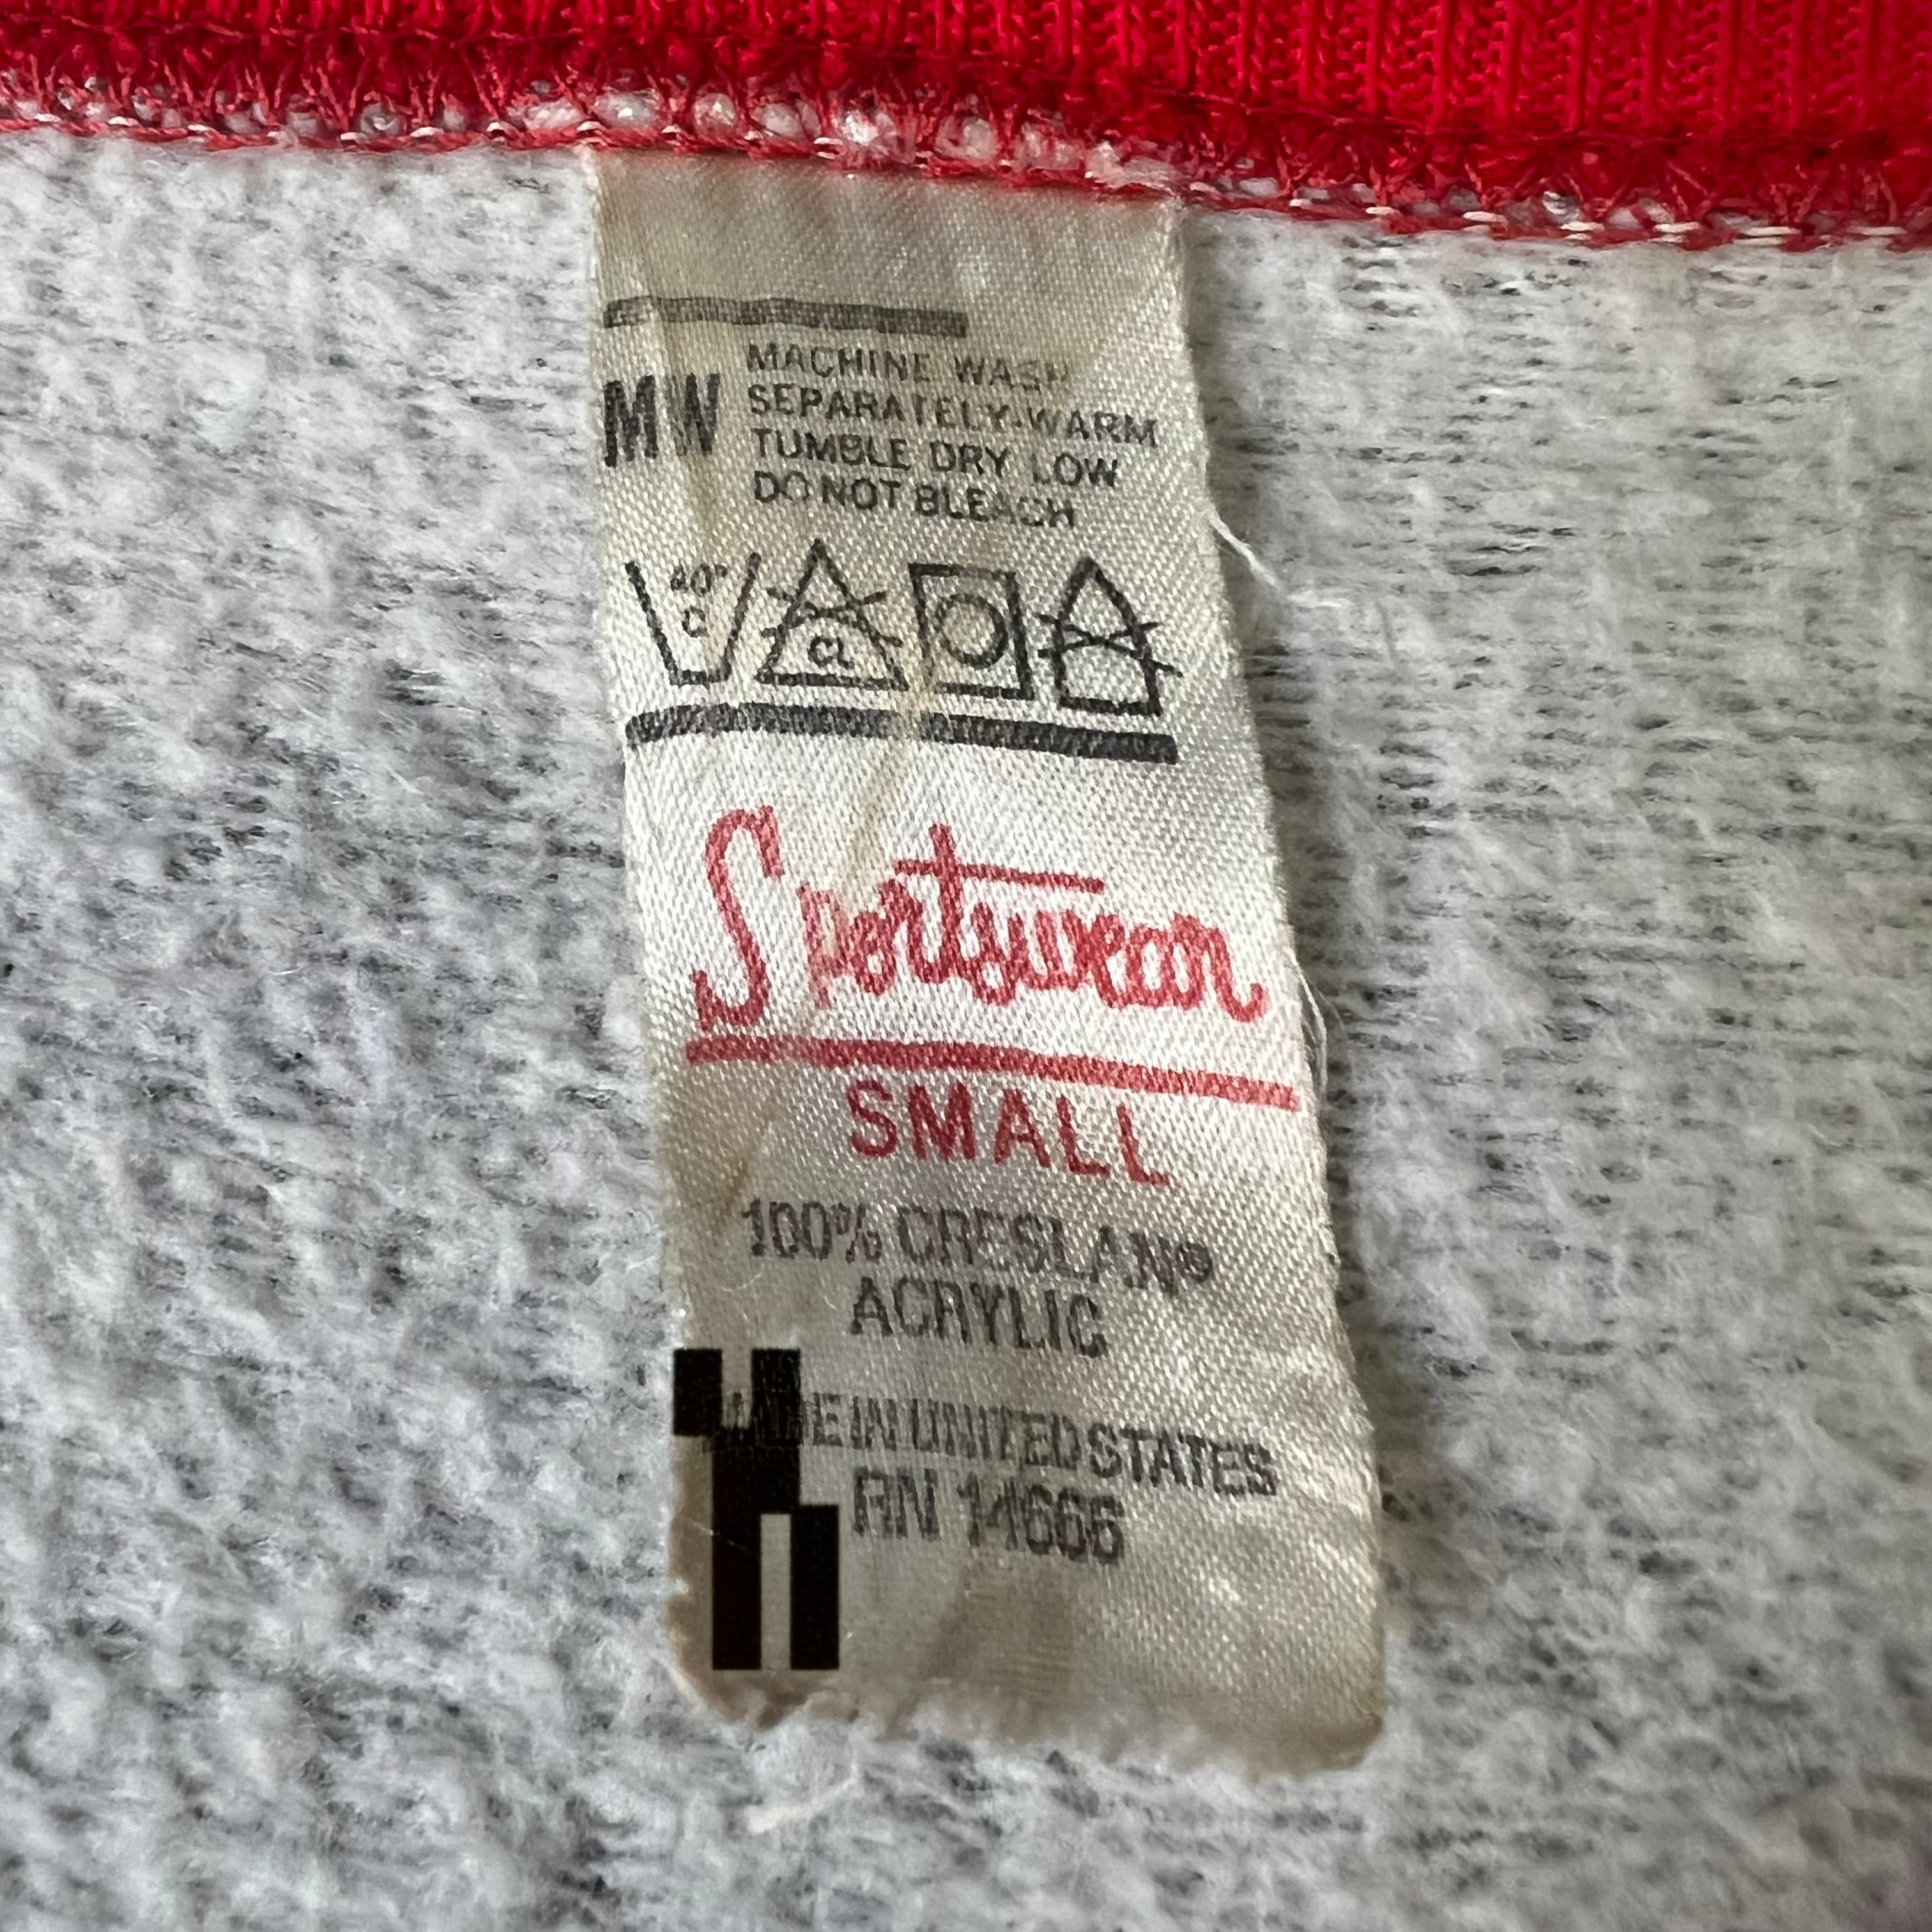 MW
MACHINE WASH
SEPARATELY-WARM
TUMBLE DRY LOW
DO NOT BLEACH
40°
C
CL
Sportswear
SMALL
100% CRESLAN®
ACRYLIC
MADE IN UNITED STATES
RN 14666